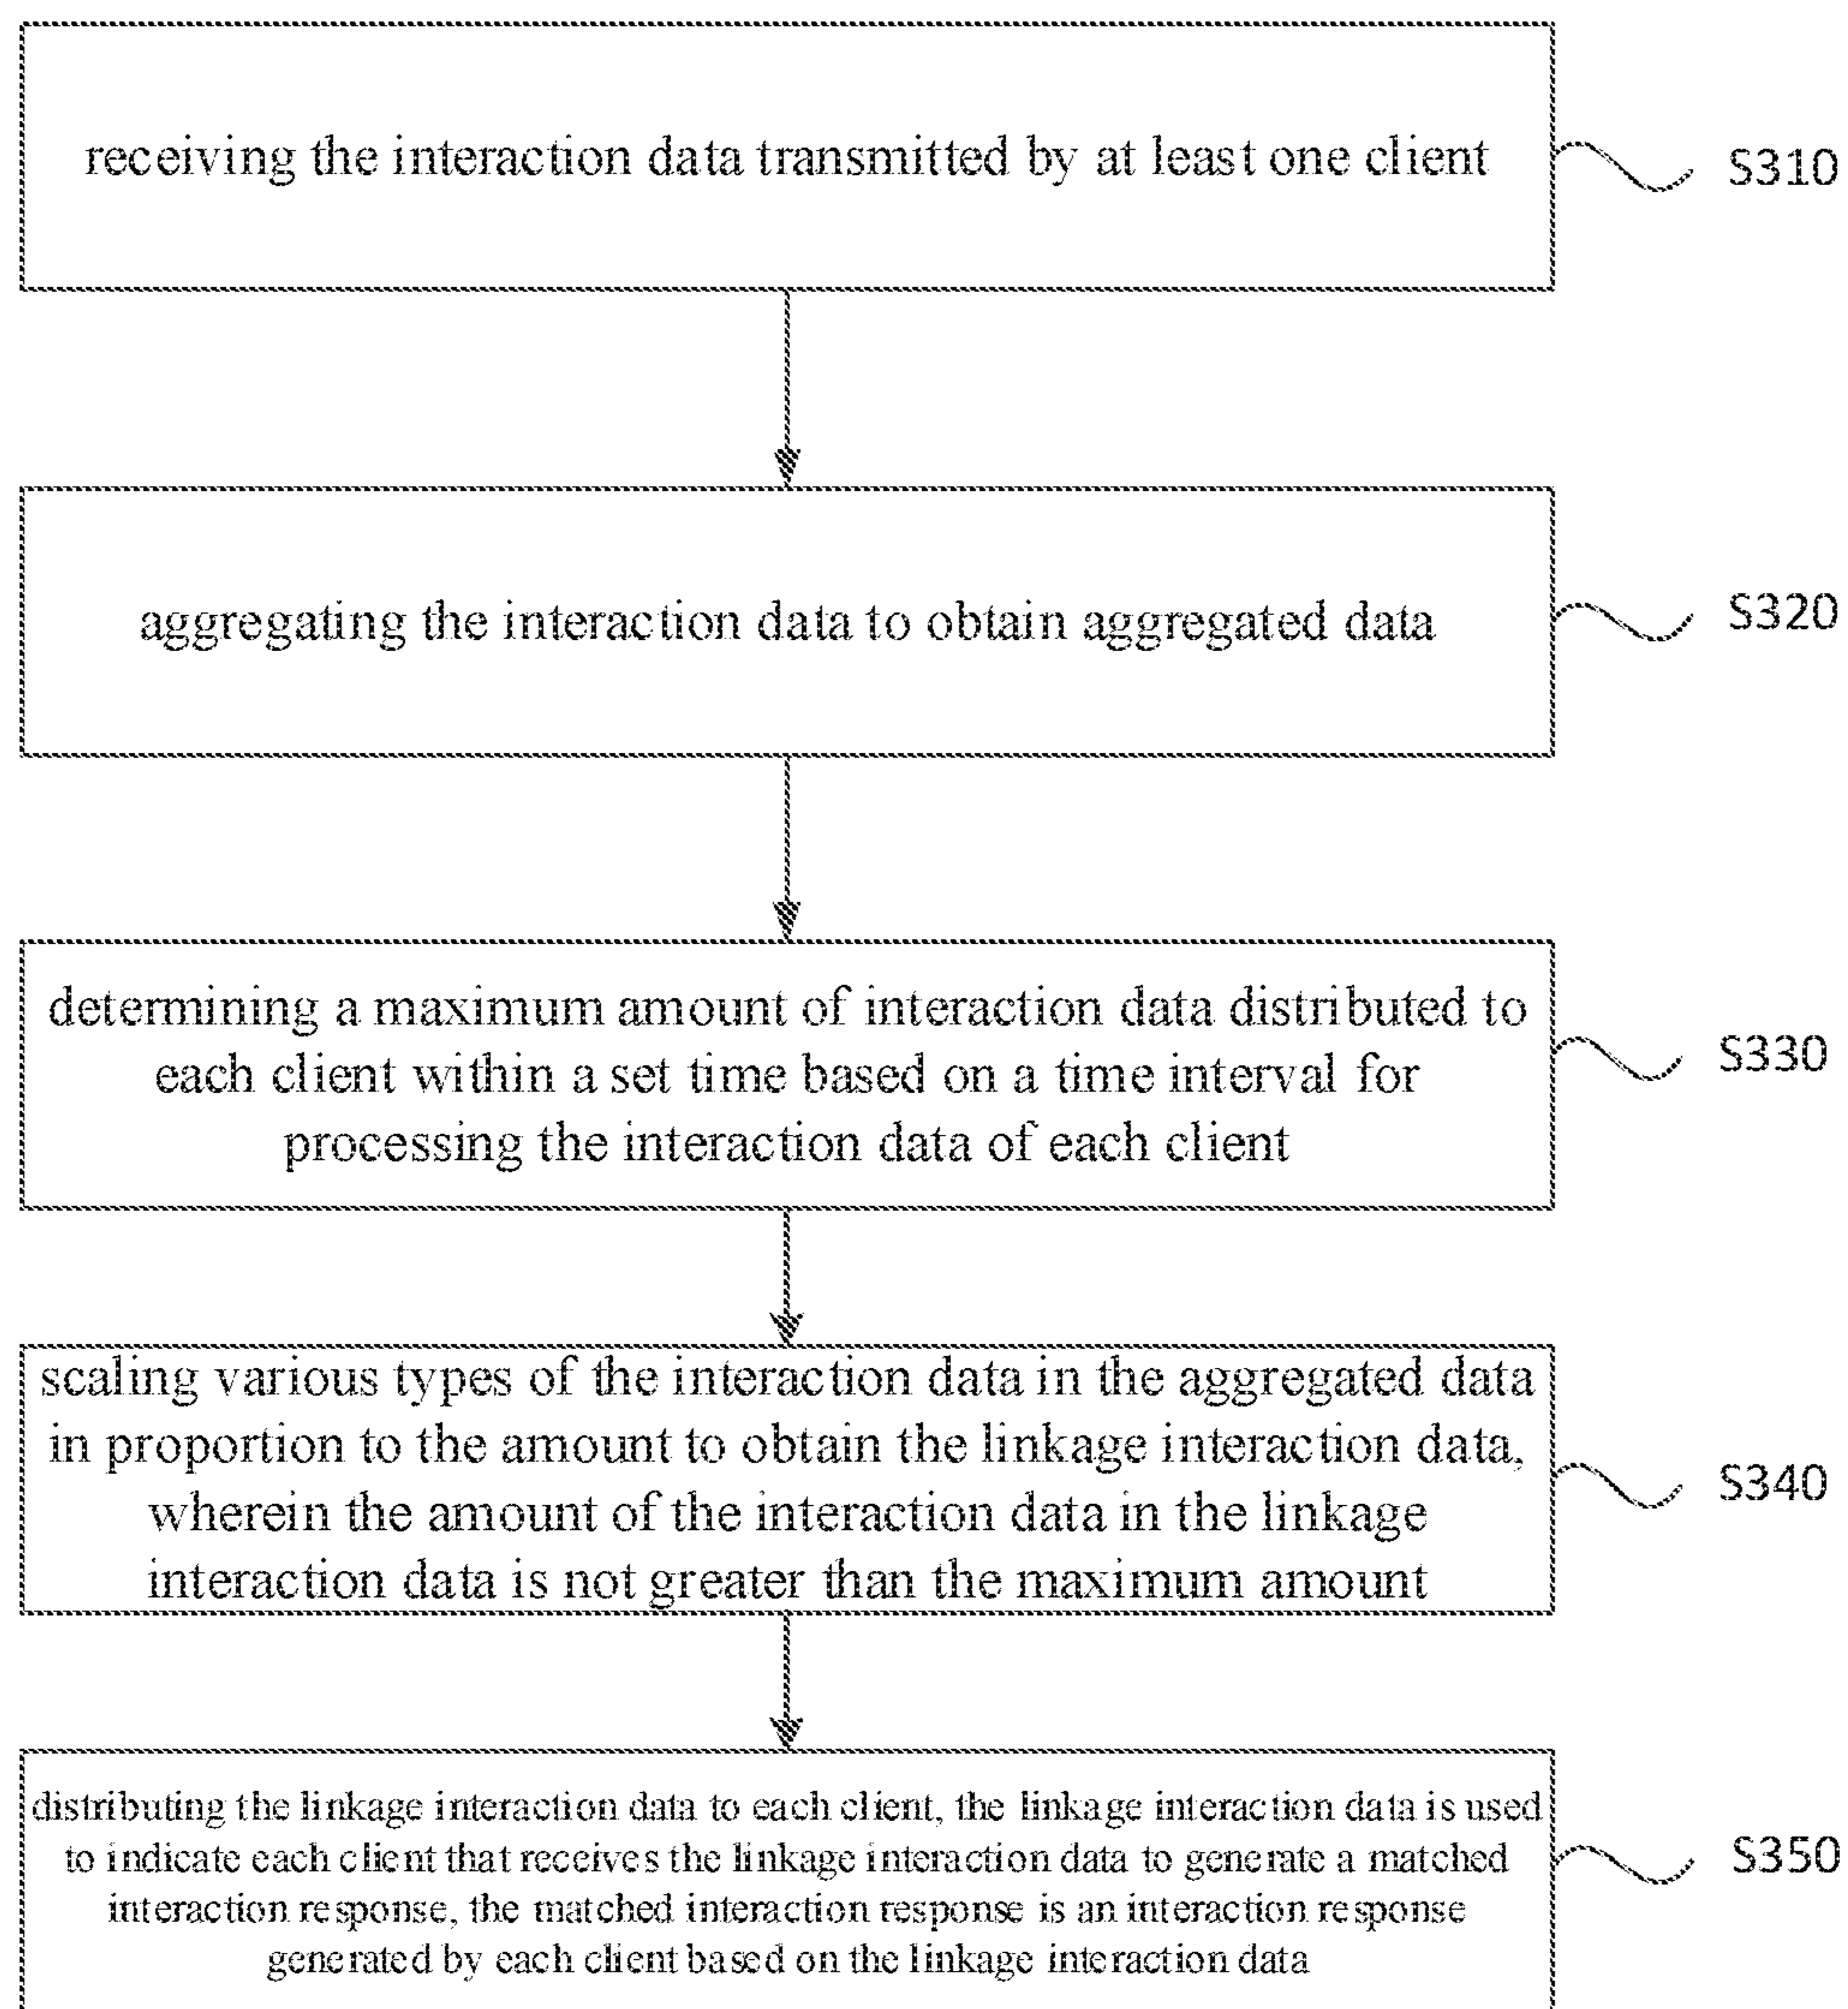 receiving the interaction data transmitted by at least one client
S310
aggregating the interaction data to obtain aggregated data
S320
determining a maximum amount of interaction data distributed to
each client within a set time based on a time interval for
processing the interaction data of each client
S330
scaling various types of the interaction data in the aggregated data
in proportion to the amount to obtain the linkage interaction data,
wherein the amount of the interaction data in the linkage
interaction data is not greater than the maximum amount
S340
distributing the linkage interaction data to each client, the linkage interaction data is used
to indicate each client that receives the linkage interaction data to generate a matched
interaction response, the matched interaction response is an interaction response
generated by each client based on the linkage interaction data
S350